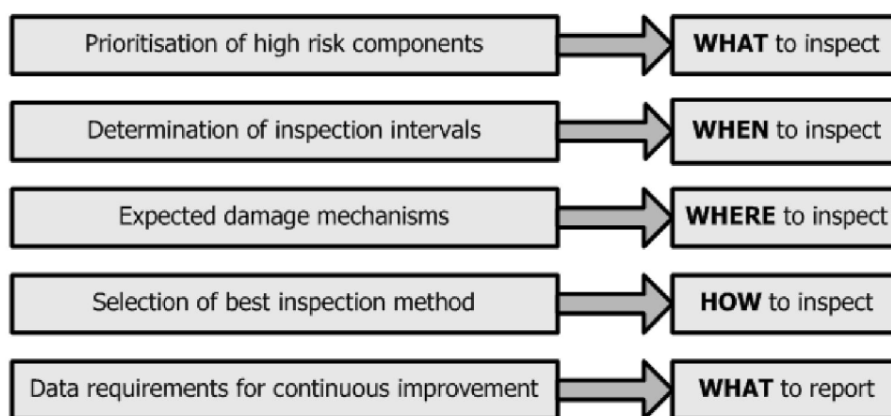 Prioritisation of high risk components
WHAT to inspect
Determination of inspection intervals
WHEN to inspect
Expected damage mechanisms
WHERE to inspect
Selection of best inspection method
HOW to inspect
Data requirements for continuous improvement
WHAT to report